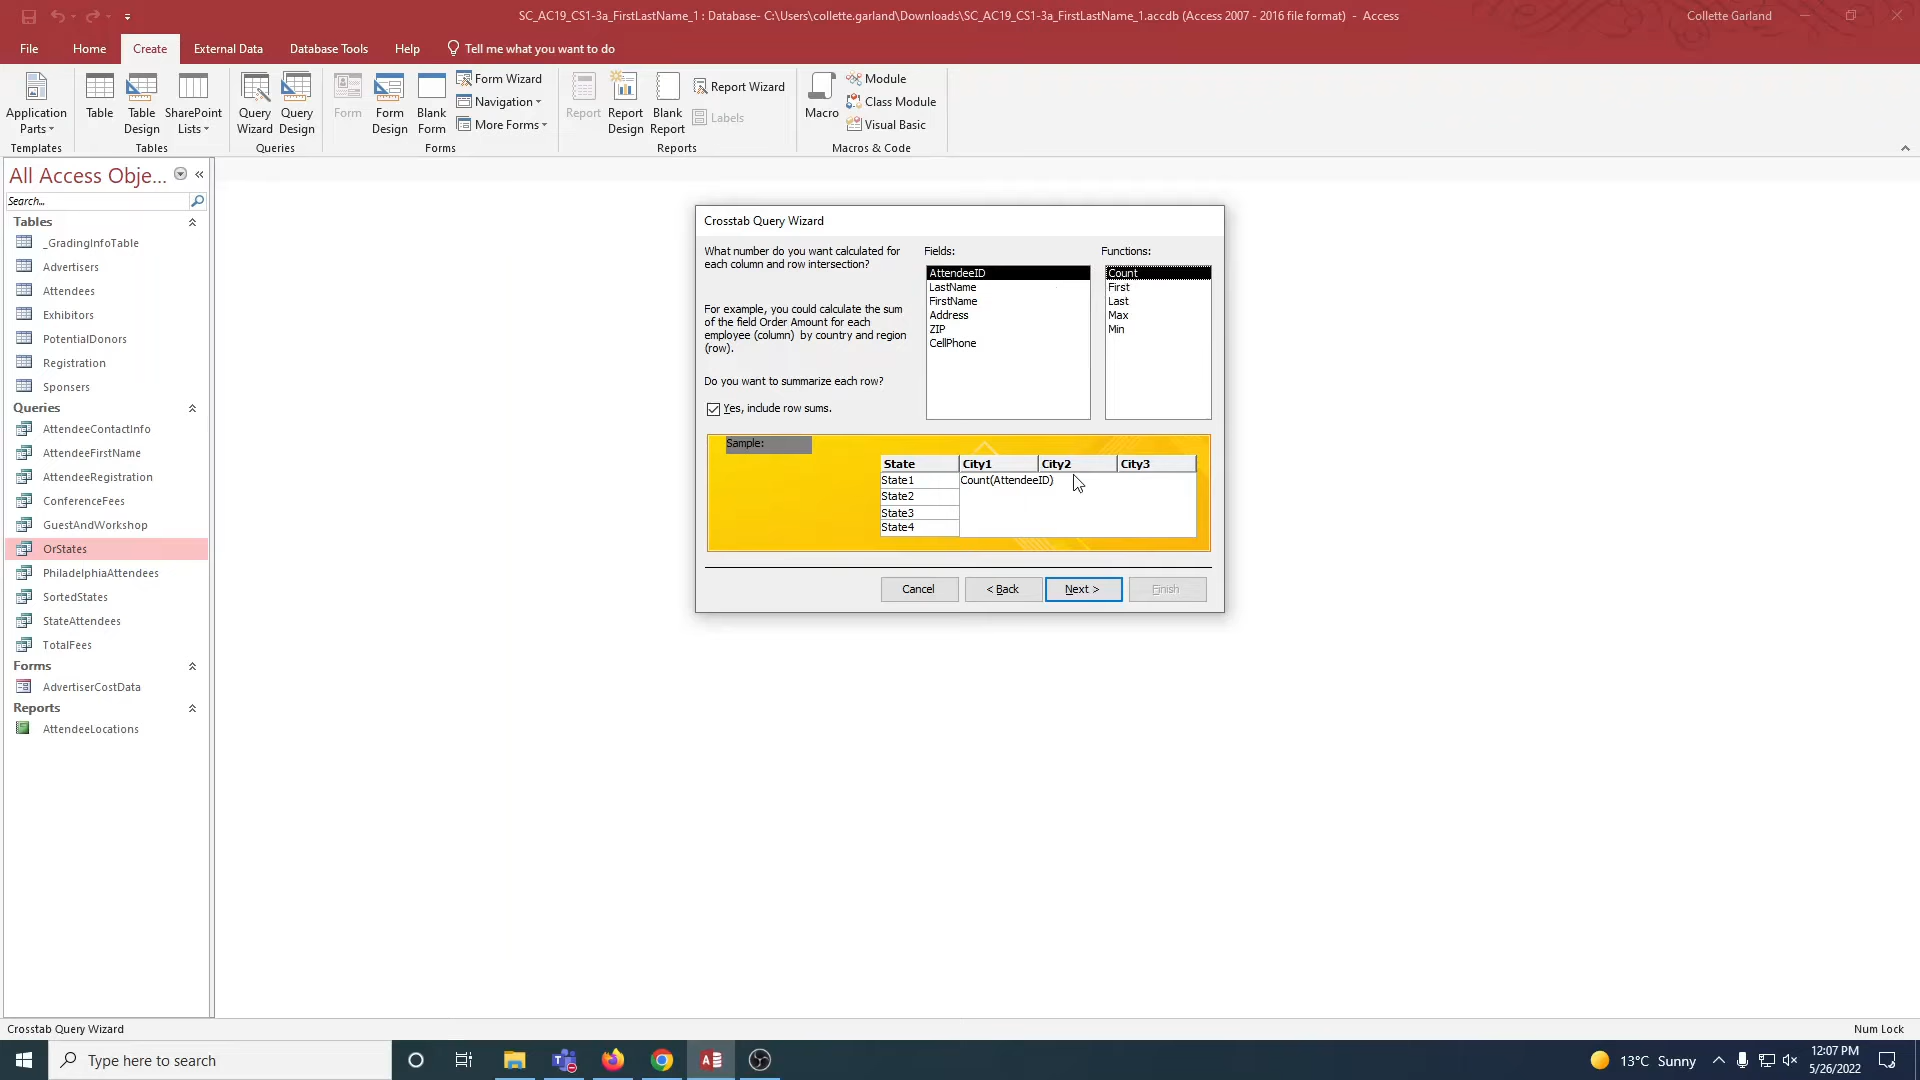 SC_AC19_CS1-3a_FirstLastName_1 : Database- C:\Users\collette.garland\Downloads\SC_AC19_CS1-3a_FirstLastName_1.accdb (Access 2007 - 2016 file format) - Access
Collette Garland
File Home Create External Data Database Tools Help Tell me what you want to do
Application Parts
Table
Table Design
SharePoint Lists
Query Wizard
Query Design
Form
Form Design
Blank Form
Form Wizard
Navigation
More Forms
Report
Report Design
Blank Report
Report Wizard
Labels
Macro
Module
Class Module
Visual Basic
Templates Tables Queries Forms Reports Macros & Code
All Access Obje...
Search...
Tables
_GradingInfoTable
Advertisers
Attendees
Exhibitors
PotentialDonors
Registration
Sponsers
Queries
AttendeeContactInfo
AttendeeFirstName
AttendeeRegistration
ConferenceFees
GuestAndWorkshop
OrStates
PhiladelphiaAttendees
SortedStates
StateAttendees
TotalFees
Forms
AdvertiserCostData
Reports
AttendeeLocations
Crosstab Query Wizard
What number do you want calculated for
each column and row intersection?
For example, you could calculate the sum
of the field Order Amount for each
employee (column) by country and region
(row).
Do you want to summarize each row?
Yes, include row sums.
Fields:
AttendeeID
LastName
FirstName
Address
ZIP
CellPhone
Functions:
Count
First
Last
Max
Min
Sample:
State City1 City2 City3
State1 Count(AttendeeID)
State2
State3
State4
Cancel < Back Next > Finish
Crosstab Query Wizard
Num Lock
Type here to search
13°C Sunny
12:07 PM
5/26/2022